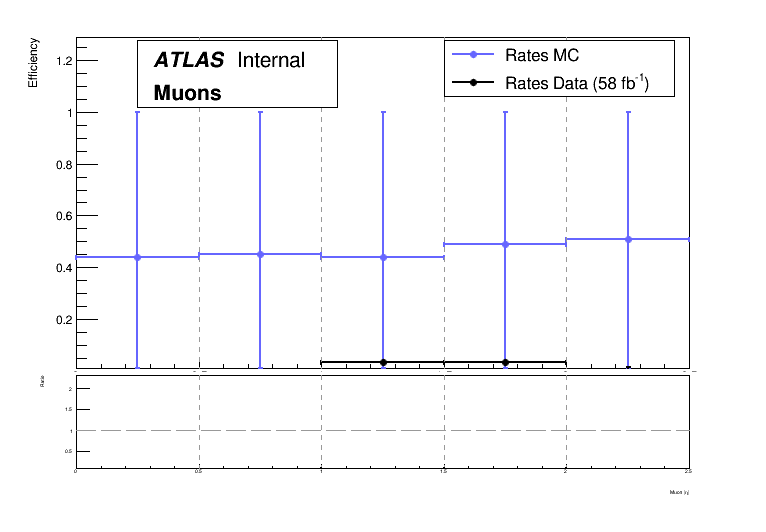 Efficiency
ATLAS Internal
Muons
Rates MC
Rates Data (58 fb⁻¹)
1.2
1
0.8
0.6
0.4
0.2
Ratio
2
1.5
1
0.5
0 0.5 1 1.5 2 2.5
Muon |η|